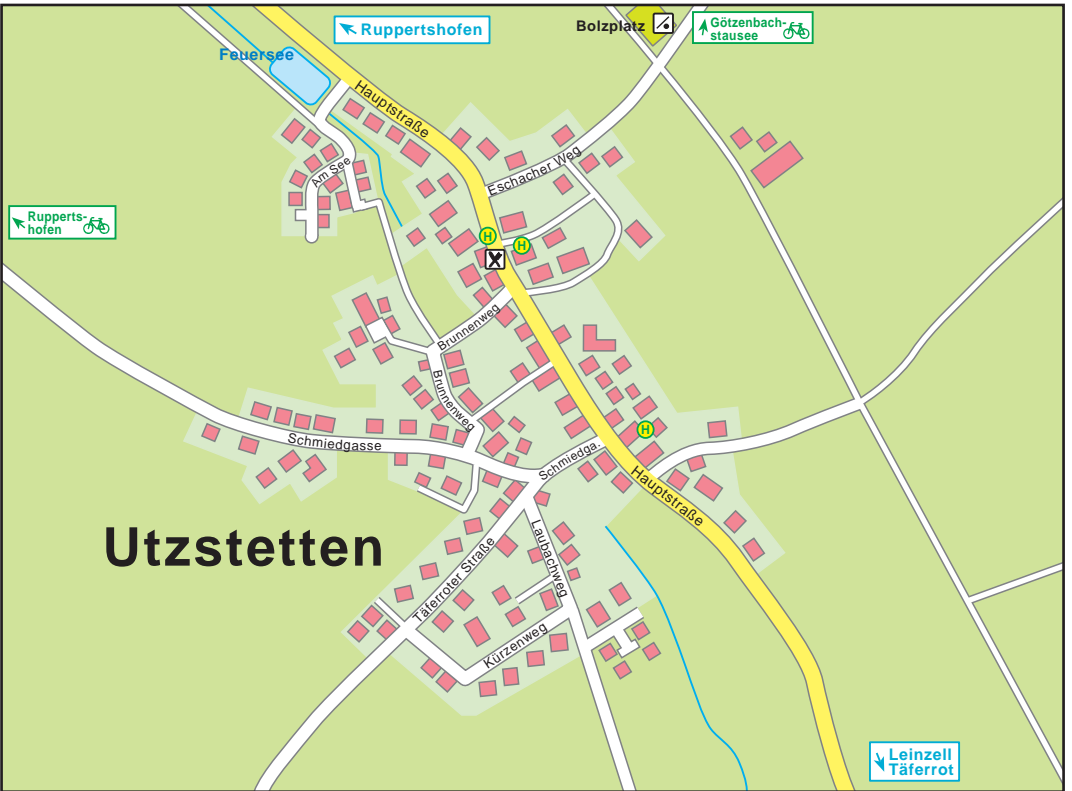 Ruppertshofen
Bolzplatz
Götzenbach-
stausee
Feuersee
Hauptstraße
Eschacher Weg
Am See
Rupperts-
hofen
H
H
Brunnenweg
Brunnenweg
Schmiedgasse
H
Schmiedga.
Hauptstraße
Utzstetten
Laubachweg
Täferroter Straße
Kürzenweg
Leinzell
Täferrot